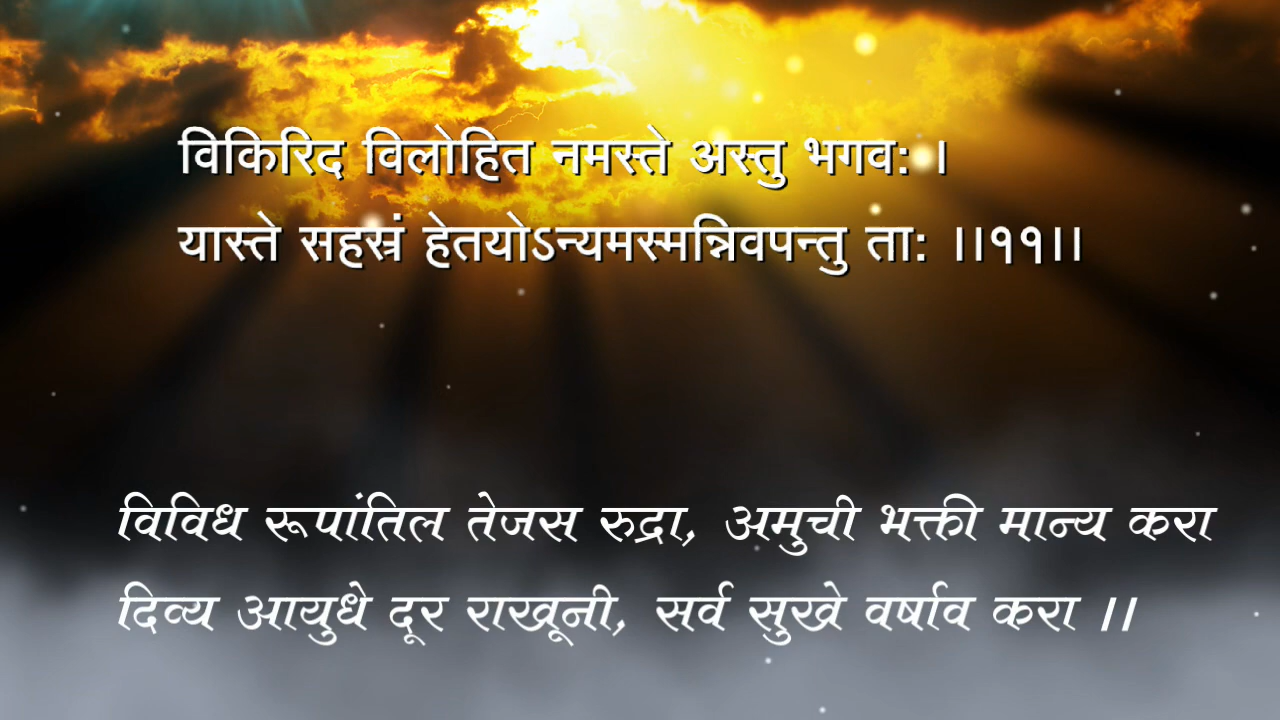 विकिरिद विलोहित नमस्ते अस्तु भगवः ।
यास्ते सहस्रं हेतयोऽन्यमस्मन्निवपन्तु ताः ।।११।।
विविध रूपांतिल तेजस रुद्रा, अमुची भक्ती मान्य करा
दिव्य आयुधे दूर राखूनी, सर्व सुखे वर्षाव करा ।।